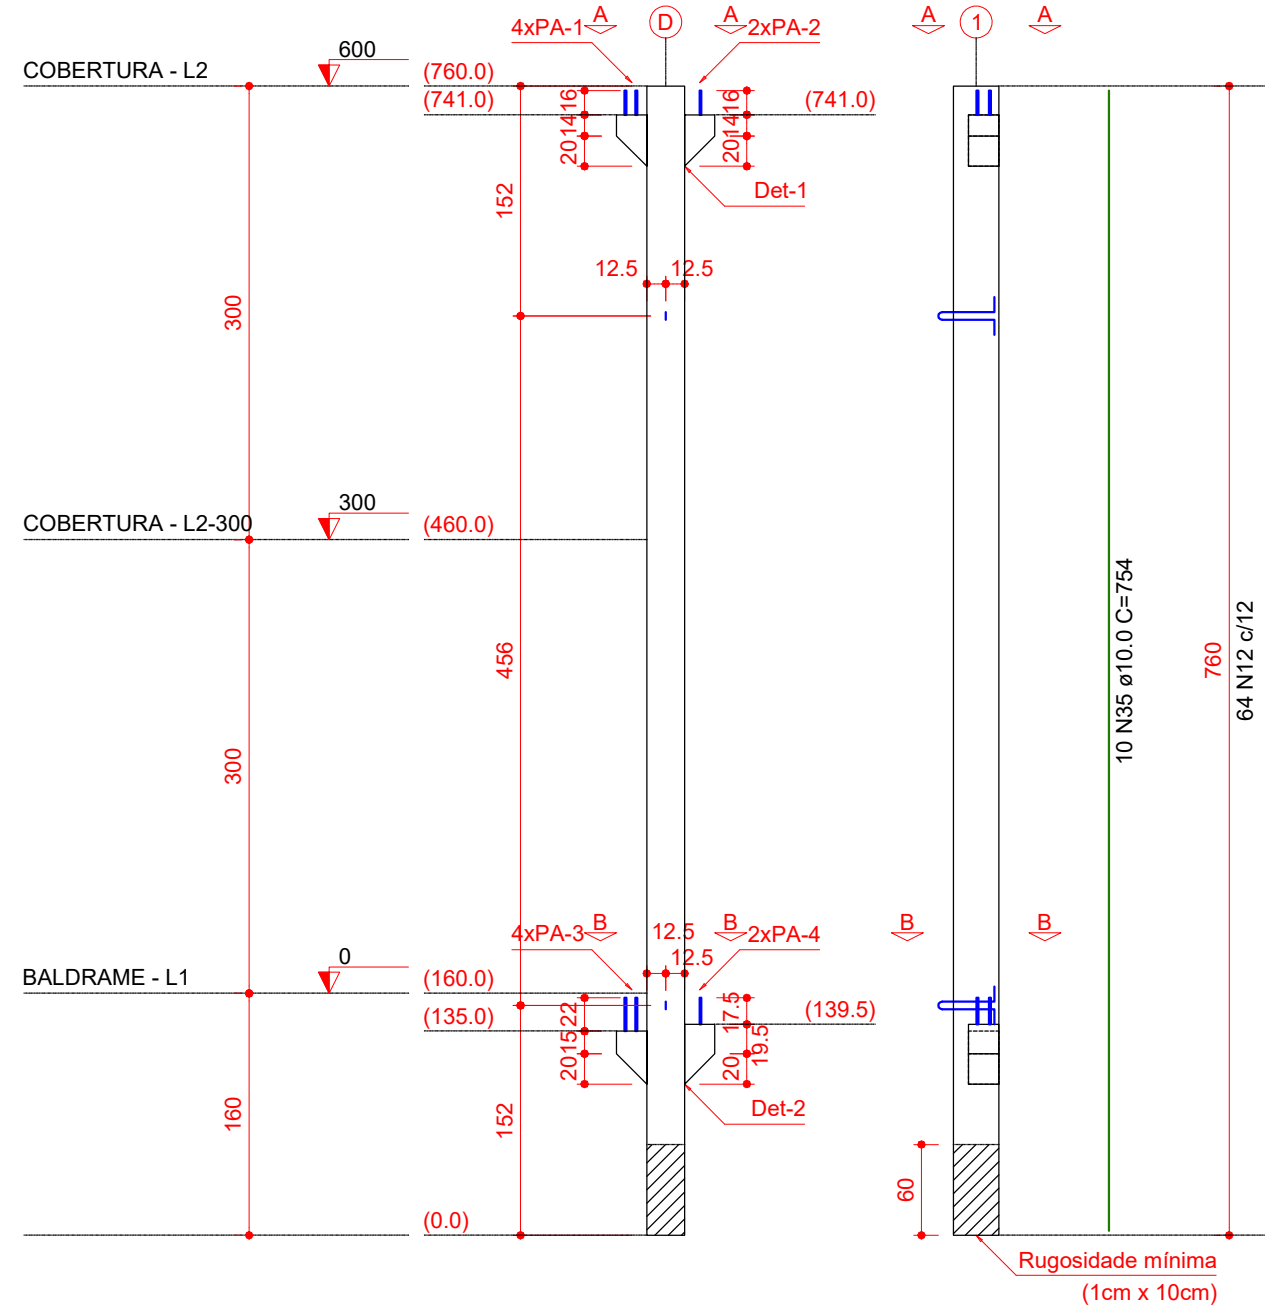 A
D
A
4xPA-1
2xPA-2
A
1
A
600
COBERTURA - L2
(760.0)
(741.0)
16
14
20
16
14
20
(741.0)
Det-1
152
12.5
12.5
300
300
COBERTURA - L2-300
(460.0)
456
10 N35 ø10.0 C=754
760
64 N12 c/12
300
B
B
4xPA-3
2xPA-4
12.5
12.5
B
B
0
BALDRAME - L1
(160.0)
(135.0)
22
15
20
17.5
19.5
20
(139.5)
Det-2
160
152
60
(0.0)
Rugosidade mínima
(1cm x 10cm)